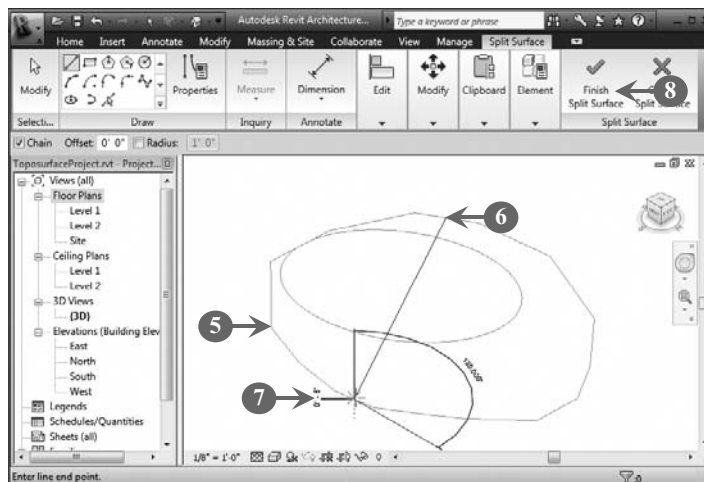 Autodesk Revit Architecture...
Type a keyword or phrase
Home Insert Annotate Modify Massing & Site Collaborate View Manage Split Surface
Modify
Properties
Measure
Dimension
Edit
Modify
Clipboard
Element
Finish
Split Surface
Split Surface
8
Selecti...
Draw
Inquiry
Annotate
Split Surface
Chain Offset: 0' 0" Radius: 1' 0"
ToposurfaceProject.rvt - Project...
Views (all)
Floor Plans
Level 1
Level 2
Site
Ceiling Plans
Level 1
Level 2
3D Views
{3D}
Elevations (Building Elev
East
North
South
West
Legends
Schedules/Quantities
Sheets (all)
6
5
7
1/8" = 1'-0"
Enter line end point.
:0